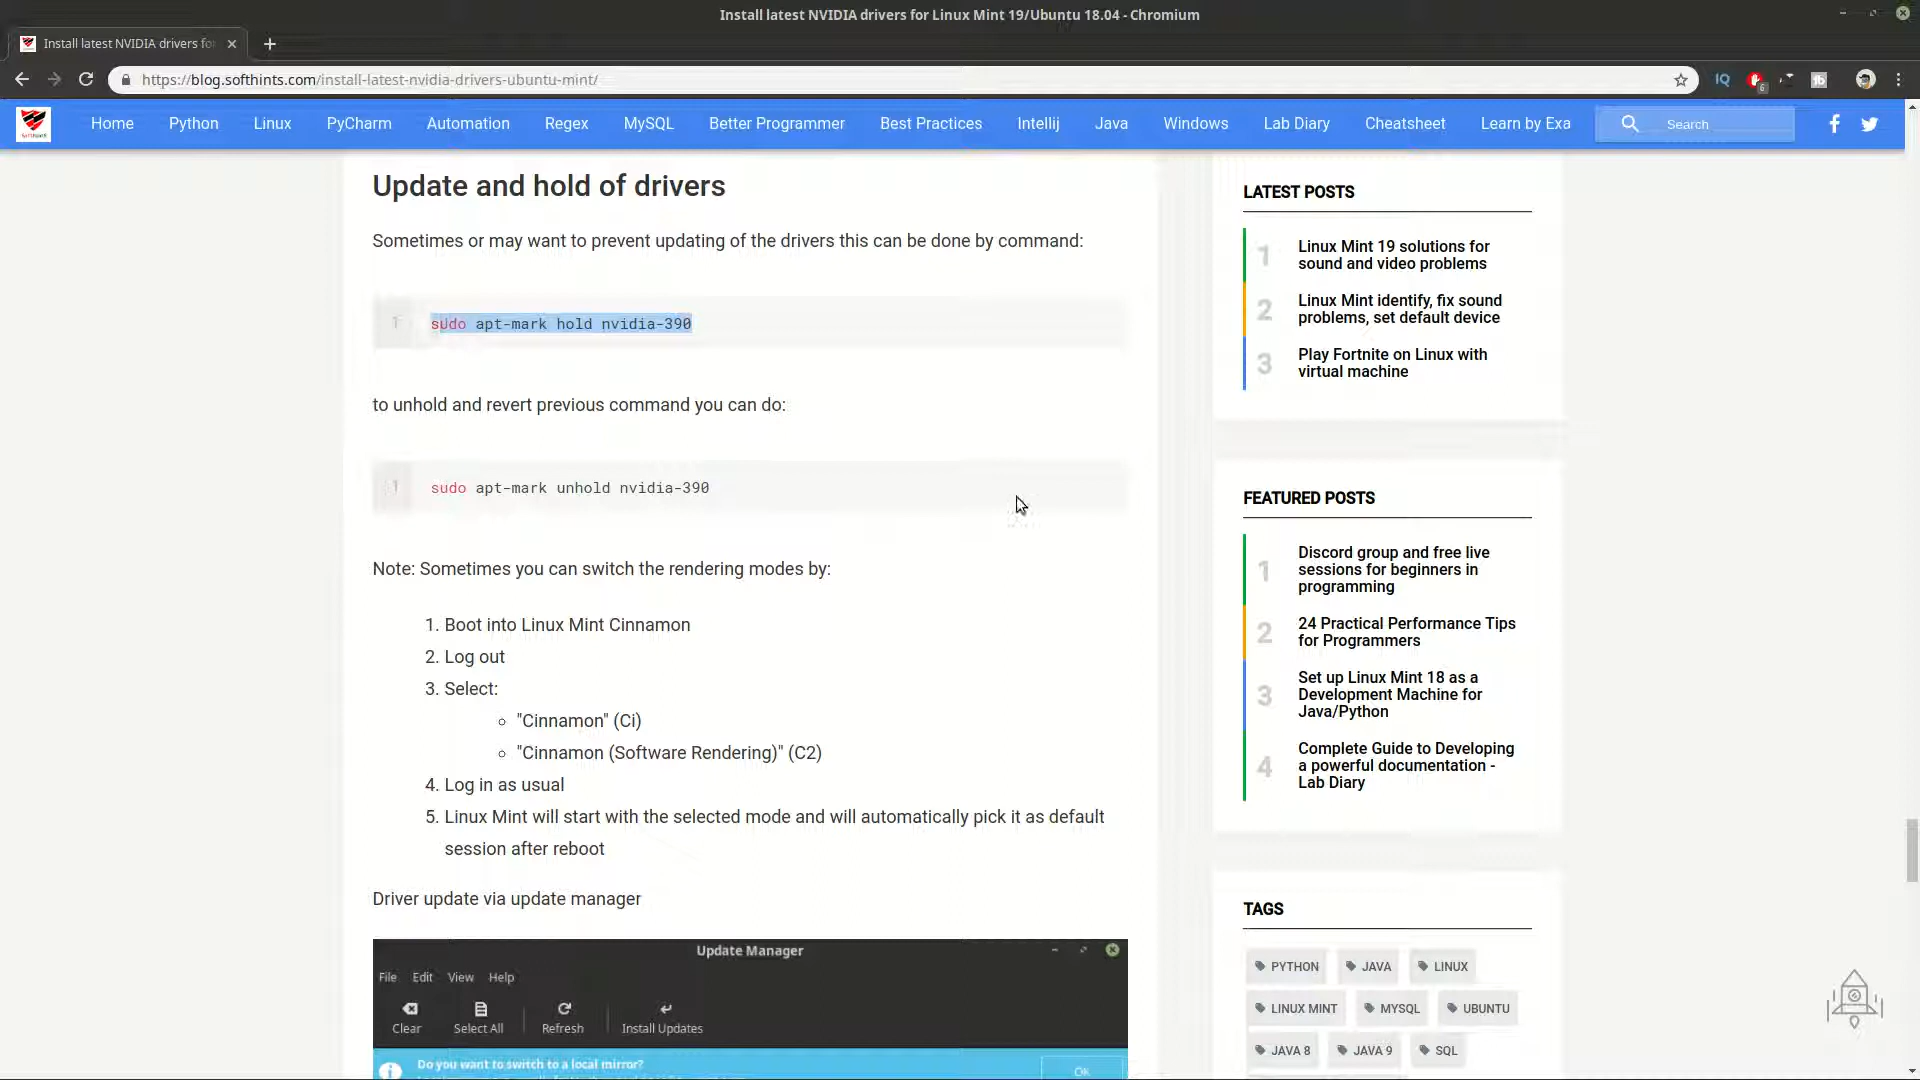 Install latest NVIDIA drivers for Linux Mint 19/Ubuntu 18.04 - Chromium
Install latest NVIDIA drivers fo
https://blog.softhints.com/install-latest-nvidia-drivers-ubuntu-mint/
IQ
6
Home Python Linux PyCharm Automation Regex MySQL Better Programmer Best Practices Intellij Java Windows Lab Diary Cheatsheet Learn by Exa
Search
Update and hold of drivers
Sometimes or may want to prevent updating of the drivers this can be done by command:
1 sudo apt-mark hold nvidia-390
to unhold and revert previous command you can do:
1 sudo apt-mark unhold nvidia-390
Note: Sometimes you can switch the rendering modes by:
1. Boot into Linux Mint Cinnamon
2. Log out
3. Select:
"Cinnamon" (Ci)
"Cinnamon (Software Rendering)" (C2)
4. Log in as usual
5. Linux Mint will start with the selected mode and will automatically pick it as default
session after reboot
Driver update via update manager
Update Manager
File Edit View Help
Clear Select All Refresh Install Updates
Do you want to switch to a local mirror?
Ok
LATEST POSTS
1 Linux Mint 19 solutions for
sound and video problems
2 Linux Mint identify, fix sound
problems, set default device
3 Play Fortnite on Linux with
virtual machine
FEATURED POSTS
1 Discord group and free live
sessions for beginners in
programming
2 24 Practical Performance Tips
for Programmers
3 Set up Linux Mint 18 as a
Development Machine for
Java/Python
4 Complete Guide to Developing
a powerful documentation -
Lab Diary
TAGS
PYTHON JAVA LINUX
LINUX MINT MYSQL UBUNTU
JAVA 8 JAVA 9 SQL